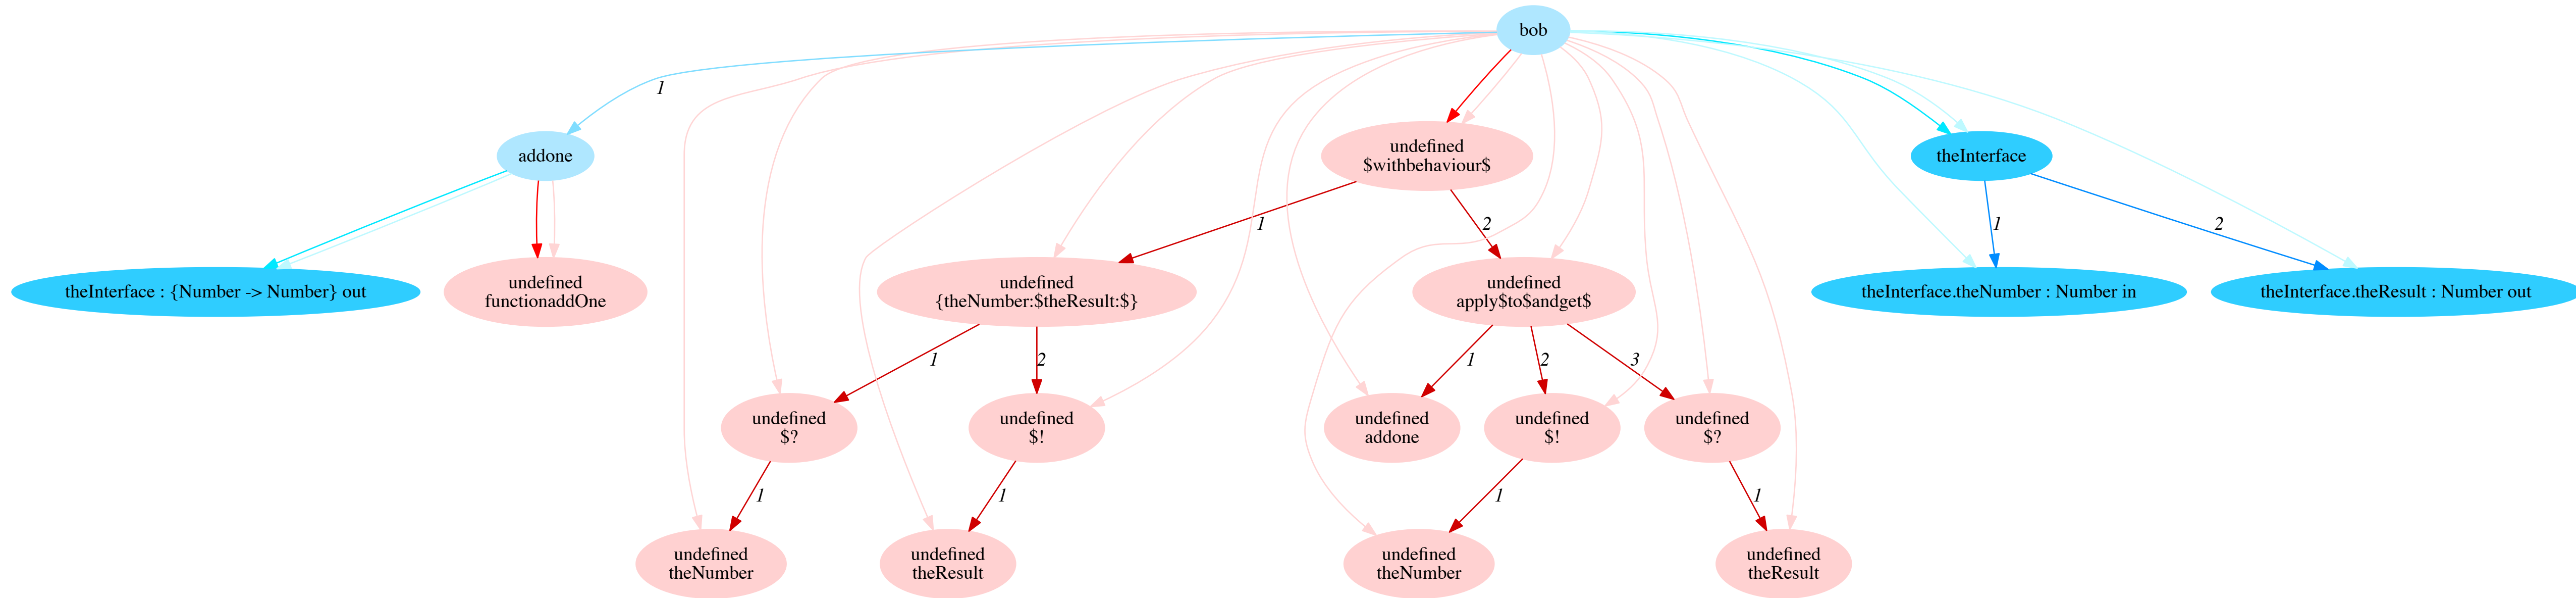 bob
1
addone
undefined
$withbehaviour$
theInterface
1
2
1
2
theInterface : {Number -> Number} out
undefined
functionaddOne
undefined
{theNumber:$theResult:$}
undefined
apply$to$andget$
theInterface.theNumber : Number in
theInterface.theResult : Number out
1
2
1
2
3
undefined
$?
undefined
$!
undefined
addone
undefined
$!
undefined
$?
1
1
1
1
undefined
theNumber
undefined
theResult
undefined
theNumber
undefined
theResult